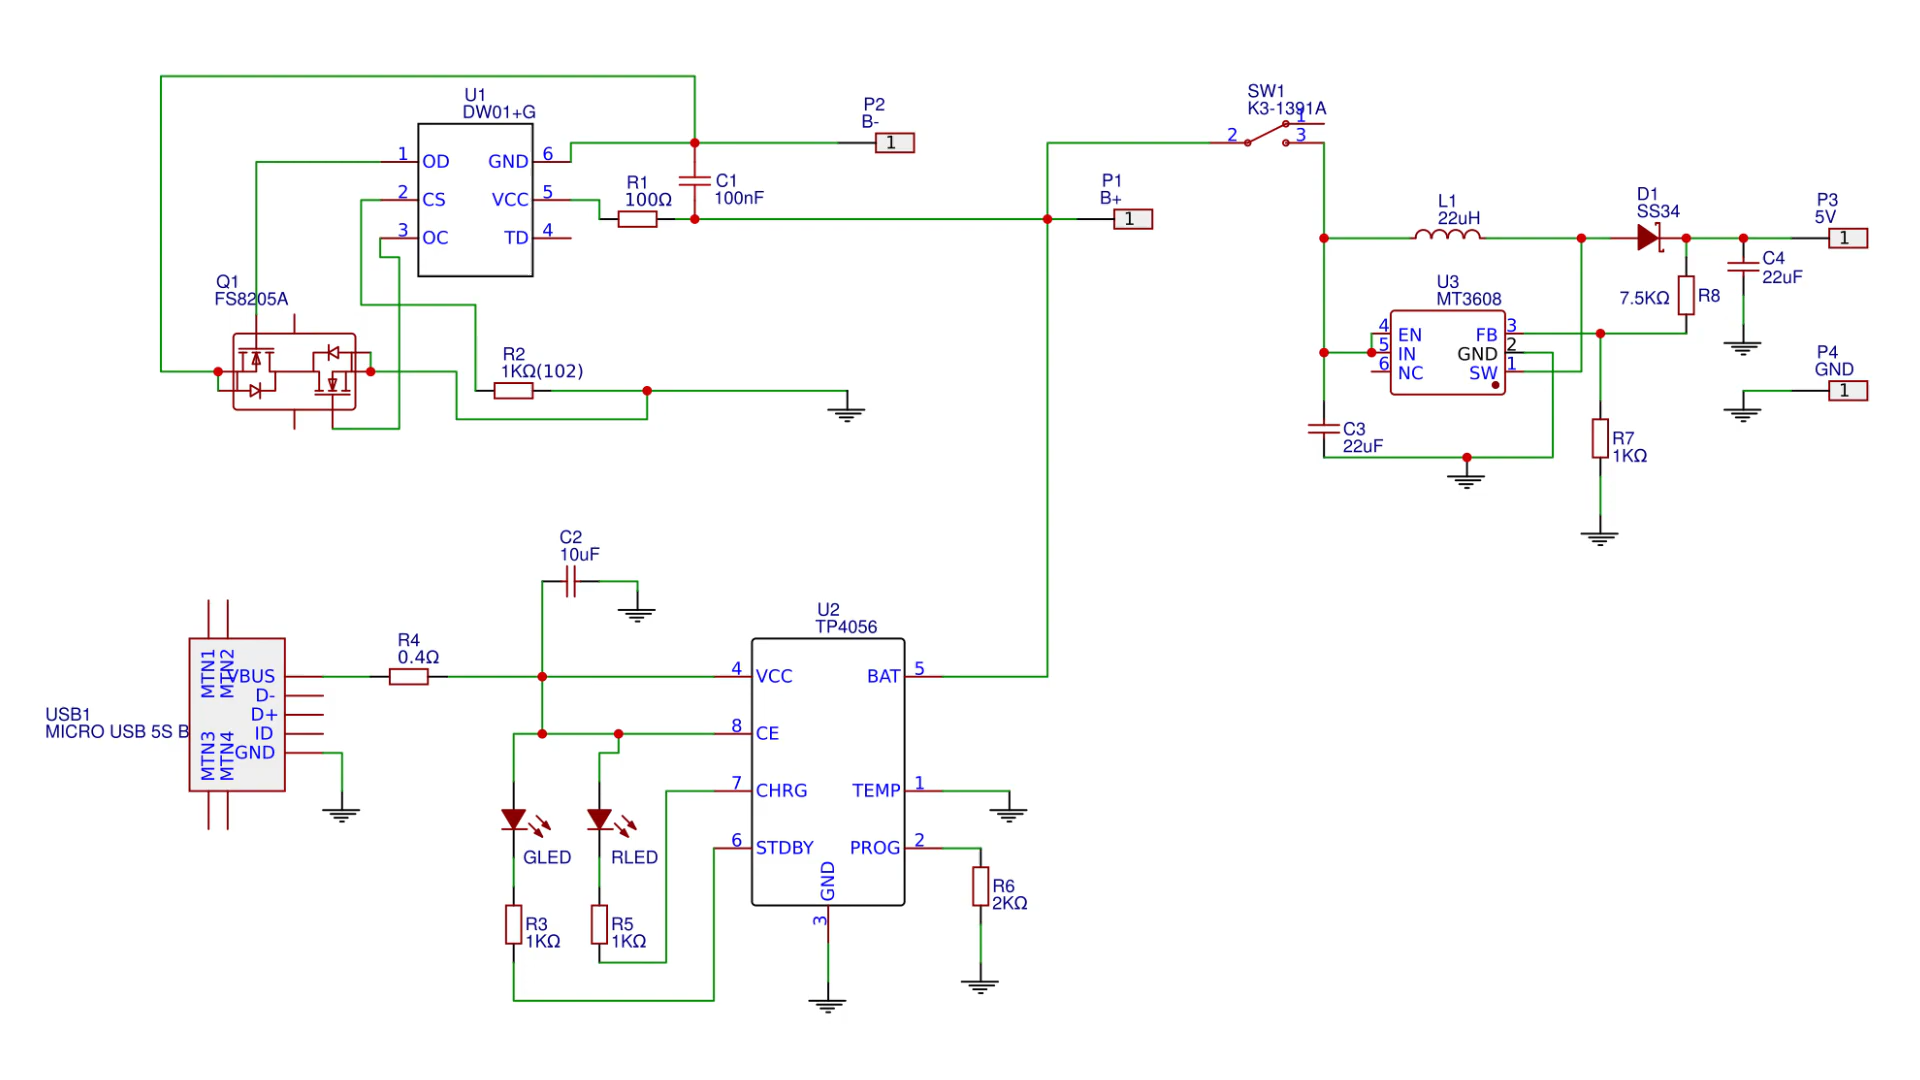 U1
DW01+G
1 OD
2 CS
3 OC
GND 6
VCC 5
TD 4
P2
B-
1
R1
100Ω
C1
100nF
P1
B+
1
Q1
FS8205A
R2
1KΩ(102)
SW1
K3-1391A
1
2
3
L1
22uH
D1
SS34
P3
5V
1
C4
22uF
U3
MT3608
4 EN
5 IN
6 NC
FB 3
GND 2
SW 1
7.5KΩ
R8
P4
GND
1
C3
22uF
R7
1KΩ
C2
10uF
USB1
MICRO USB 5S B
MTN1
MTN2
MTN3
MTN4
VBUS
D-
D+
ID
GND
R4
0.4Ω
U2
TP4056
4 VCC
8 CE
7 CHRG
6 STDBY
BAT 5
TEMP 1
PROG 2
GND
3
GLED
RLED
R3
1KΩ
R5
1KΩ
R6
2KΩ